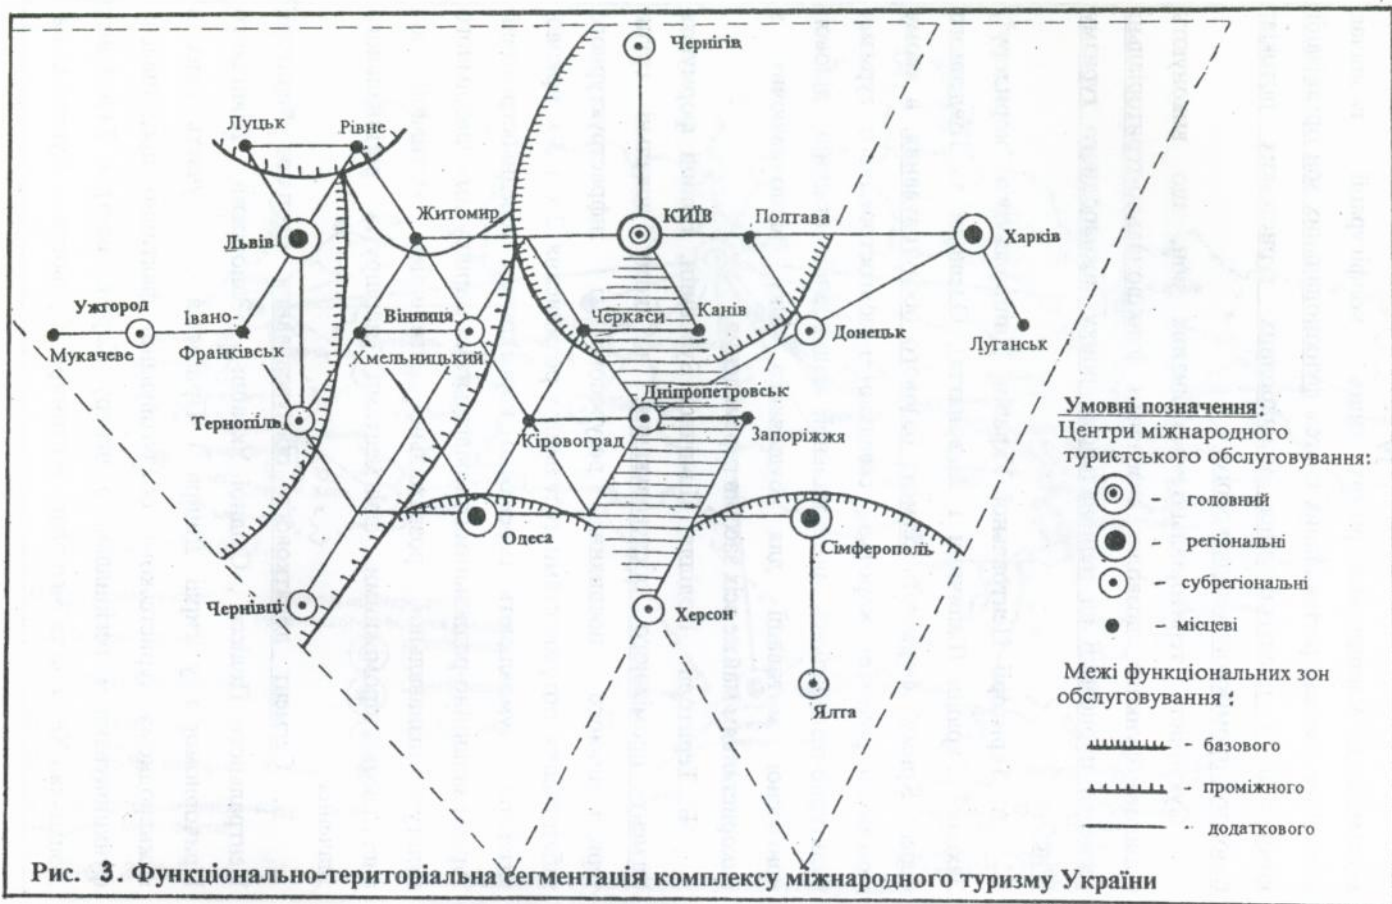 Чернігів
Луцьк
Рівне
Житомир
КИЇВ
Полтава
Харків
Львів
Ужгород
Івано-
Франківськ
Мукачеве
Вінниця
Хмельницький
Черкаси
Канів
Донецьк
Луганськ
Тернопіль
Кіровоград
Дніпропетровськ
Запоріжжя
Одеса
Сімферополь
Чернівці
Херсон
Ялта
Умовні позначення:
Центри міжнародного
туристського обслуговування:
- головний
- регіональні
- субрегіональні
- місцеві
Межі функціональних зон
обслуговування:
- базового
- проміжного
- додаткового
Рис. 3. Функціонально-територіальна сегментація комплексу міжнародного туризму України